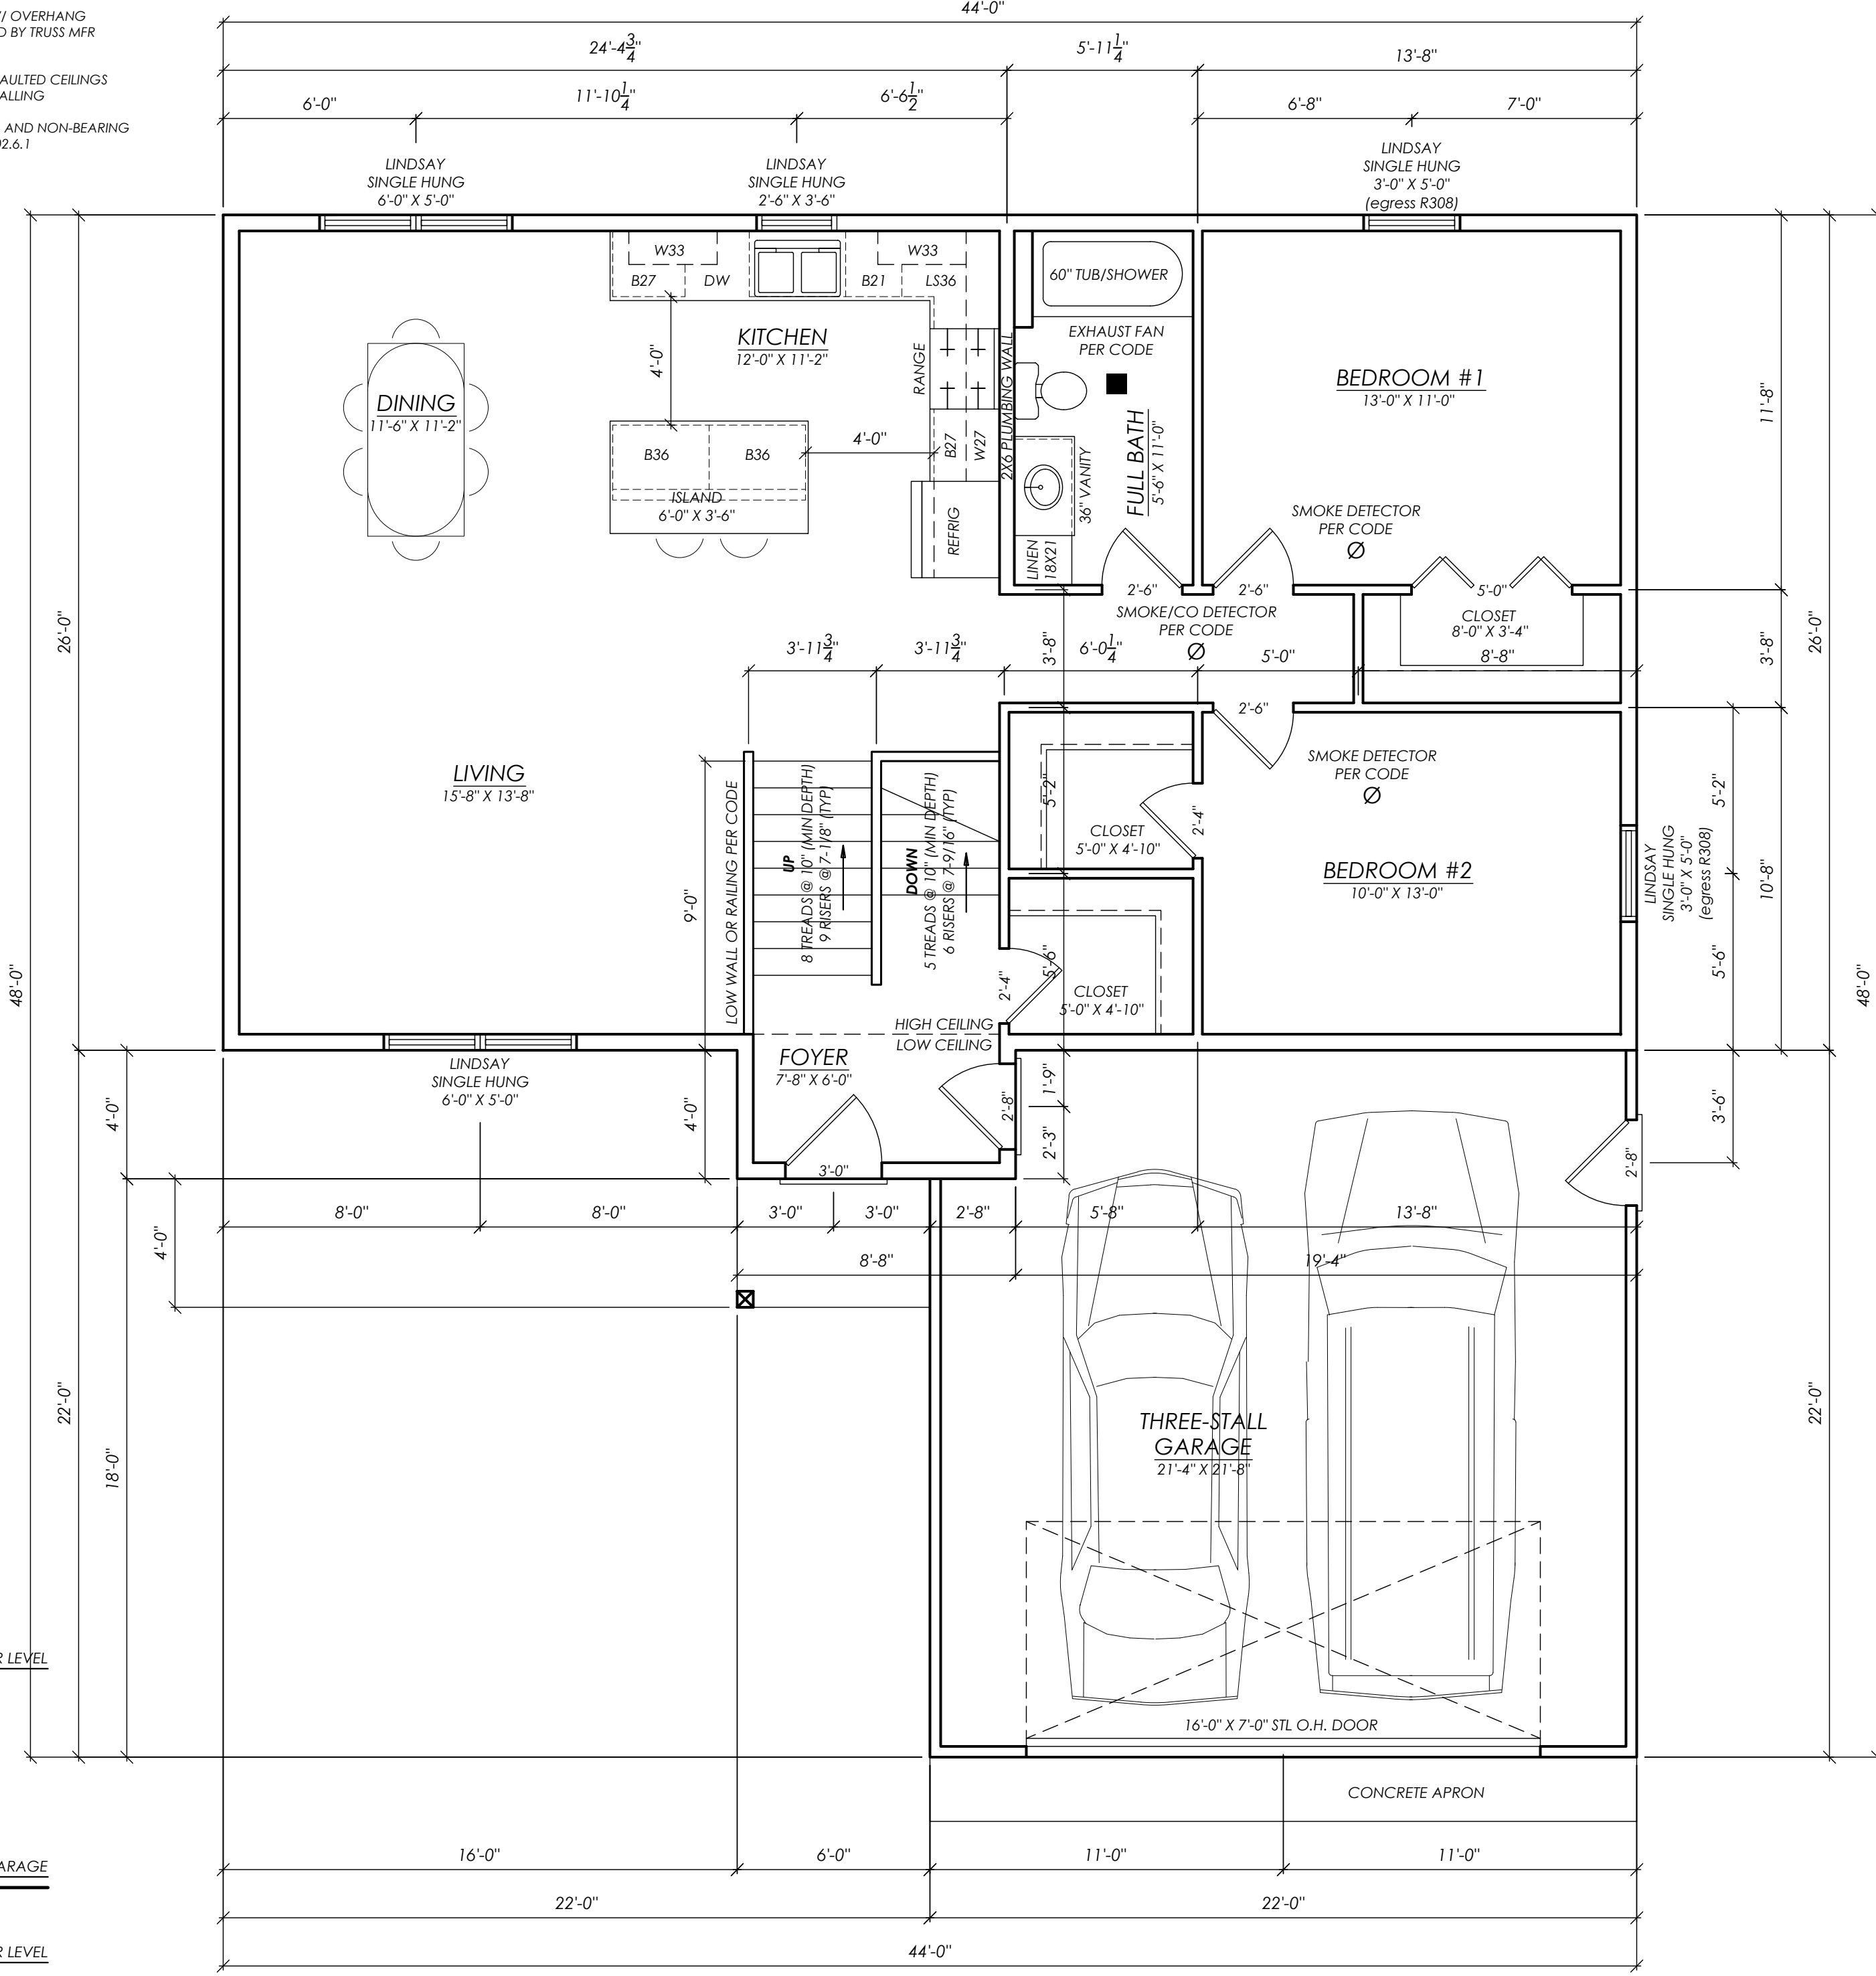 // OVERHANG
D BY TRUSS MFR
AULTED CEILINGS
ALLING
AND NON-BEARING
02.6.1
44'-0"
24'-4 3/4"
5'-11 1/4"
13'-8"
6'-0"
11'-10 1/4"
6'-6 1/2"
6'-8"
7'-0"
LINDSAY
SINGLE HUNG
6'-0" X 5'-0"
LINDSAY
SINGLE HUNG
2'-6" X 3'-6"
LINDSAY
SINGLE HUNG
3'-0" X 5'-0"
(egress R308)
W33
B27
DW
W33
B21
LS36
60" TUB/SHOWER
KITCHEN
12'-0" X 11'-2"
4'-0"
RANGE
2X6 PLUMBING WALL
EXHAUST FAN
PER CODE
DINING
11'-6" X 11'-2"
BEDROOM #1
13'-0" X 11'-0"
FULL BATH
5'-6" X 11'-0"
36" VANITY
B36
B36
4'-0"
B27
W27
ISLAND
6'-0" X 3'-6"
REFRIG
LINEN
18X21
SMOKE DETECTOR
PER CODE
2'-6"
2'-6"
5'-0"
SMOKE/CO DETECTOR
PER CODE
CLOSET
8'-0" X 3'-4"
3'-11 3/4"
3'-11 3/4"
3'-8"
6'-0 1/4"
5'-0"
8'-8"
2'-6"
11'-8"
3'-8"
26'-0"
26'-0"
48'-0"
48'-0"
LIVING
15'-8" X 13'-8"
LOW WALL OR RAILING PER CODE
9'-0"
UP
8 TREADS @ 10" (MIN DEPTH)
9 RISERS @ 7-1/8" (TYP)
DOWN
5 TREADS @ 10" (MIN DEPTH)
6 RISERS @ 7-9/16" (TYP)
5'-2"
CLOSET
5'-0" X 4'-10"
2'-4"
SMOKE DETECTOR
PER CODE
BEDROOM #2
10'-0" X 13'-0"
LINDSAY
SINGLE HUNG
3'-0" X 5'-0"
(egress R308)
5'-2"
10'-8"
5'-6"
5'-6"
2'-4"
CLOSET
5'-0" X 4'-10"
HIGH CEILING
LOW CEILING
FOYER
7'-8" X 6'-0"
LINDSAY
SINGLE HUNG
6'-0" X 5'-0"
4'-0"
4'-0"
2'-8"
1'-9"
2'-3"
3'-6"
2'-8"
3'-0"
8'-0"
8'-0"
3'-0"
3'-0"
2'-8"
5'-8"
13'-8"
4'-0"
8'-8"
19'-4"
22'-0"
18'-0"
22'-0"
THREE-STALL
GARAGE
21'-4" X 21'-8"
16'-0" X 7'-0" STL O.H. DOOR
R LEVEL
CONCRETE APRON
ARAGE
16'-0"
6'-0"
11'-0"
11'-0"
22'-0"
22'-0"
R LEVEL
44'-0"